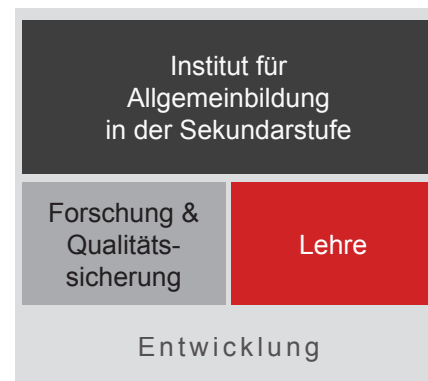 Institut für
Allgemeinbildung
in der Sekundarstufe
Forschung &
Qualitäts-
sicherung
Lehre
Entwicklung